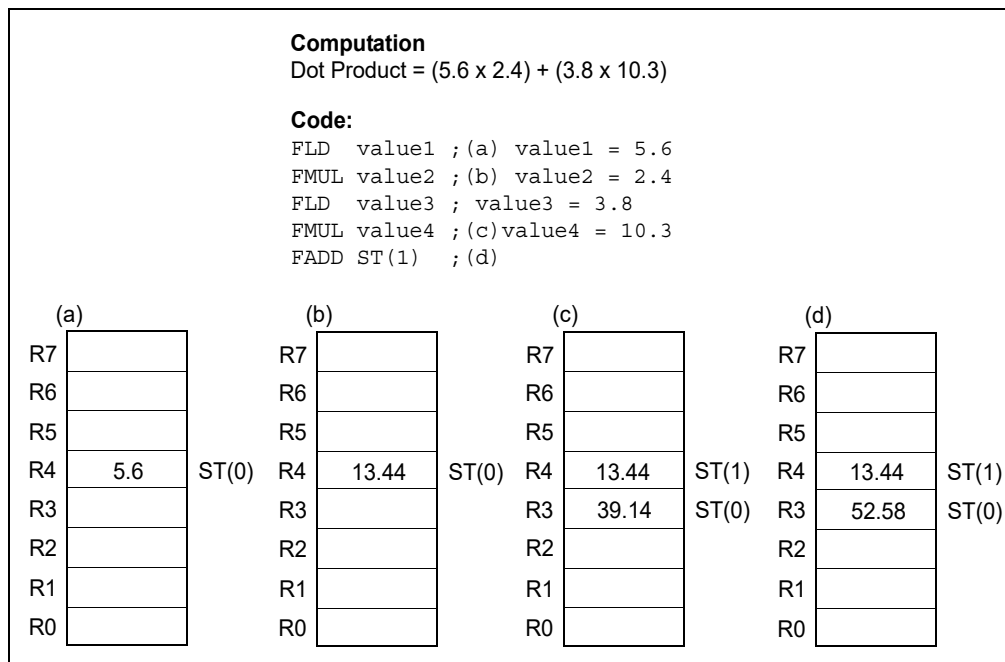 Computation
Dot Product = (5.6 x 2.4) + (3.8 x 10.3)
Code:
FLD  value1 ;(a) value1 = 5.6
FMUL value2 ;(b) value2 = 2.4
FLD  value3 ; value3 = 3.8
FMUL value4 ;(c)value4 = 10.3
FADD ST(1)  ;(d)
(a)
R7
R6
R5
R4 5.6 ST(0)
R3
R2
R1
R0
(b)
R7
R6
R5
R4 13.44 ST(0)
R3
R2
R1
R0
(c)
R7
R6
R5
R4 13.44 ST(1)
R3 39.14 ST(0)
R2
R1
R0
(d)
R7
R6
R5
R4 13.44 ST(1)
R3 52.58 ST(0)
R2
R1
R0